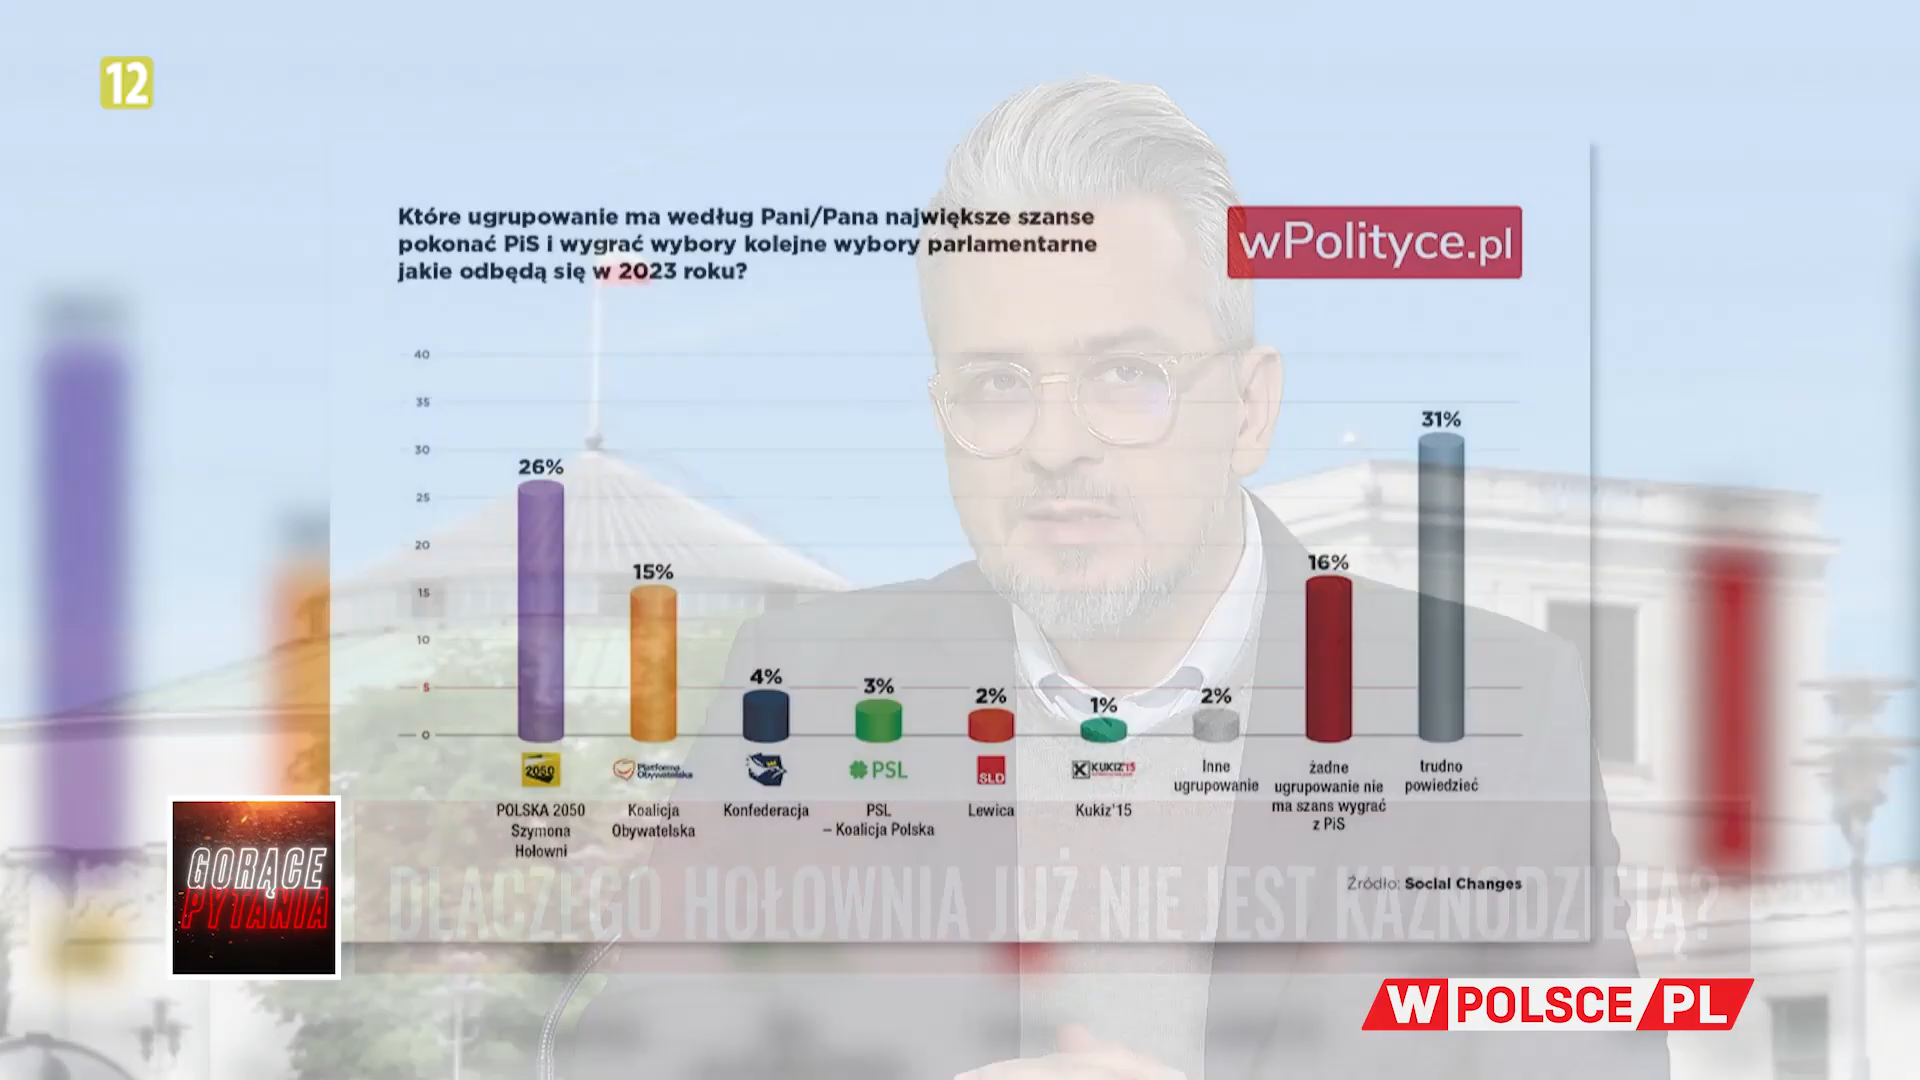 12
Które ugrupowanie ma według Pani/Pana największe szanse
pokonać PiS i wygrać wybory kolejne wybory parlamentarne
jakie odbędą się w 2023 roku?
wPolityce.pl
40
35
30
25
20
15
10
5
0
26%
15%
4%
3%
2%
1%
2%
16%
31%
2050
Platforma
Obywatelska
PSL
SLD
KUKIZ'15
POLSKA 2050
Szymona
Hołowni
Koalicja
Obywatelska
Konfederacja
PSL
– Koalicja Polska
Lewica
Kukiz'15
Inne
ugrupowanie
żadne
ugrupowanie nie
ma szans wygrać
z PiS
trudno
powiedzieć
Źródło: Social Changes
GORĄCE
PYTANIA
DLACZEGO HOŁOWNIA JUŻ NIE JEST KAZNODZIEJĄ?
W POLSCE PL